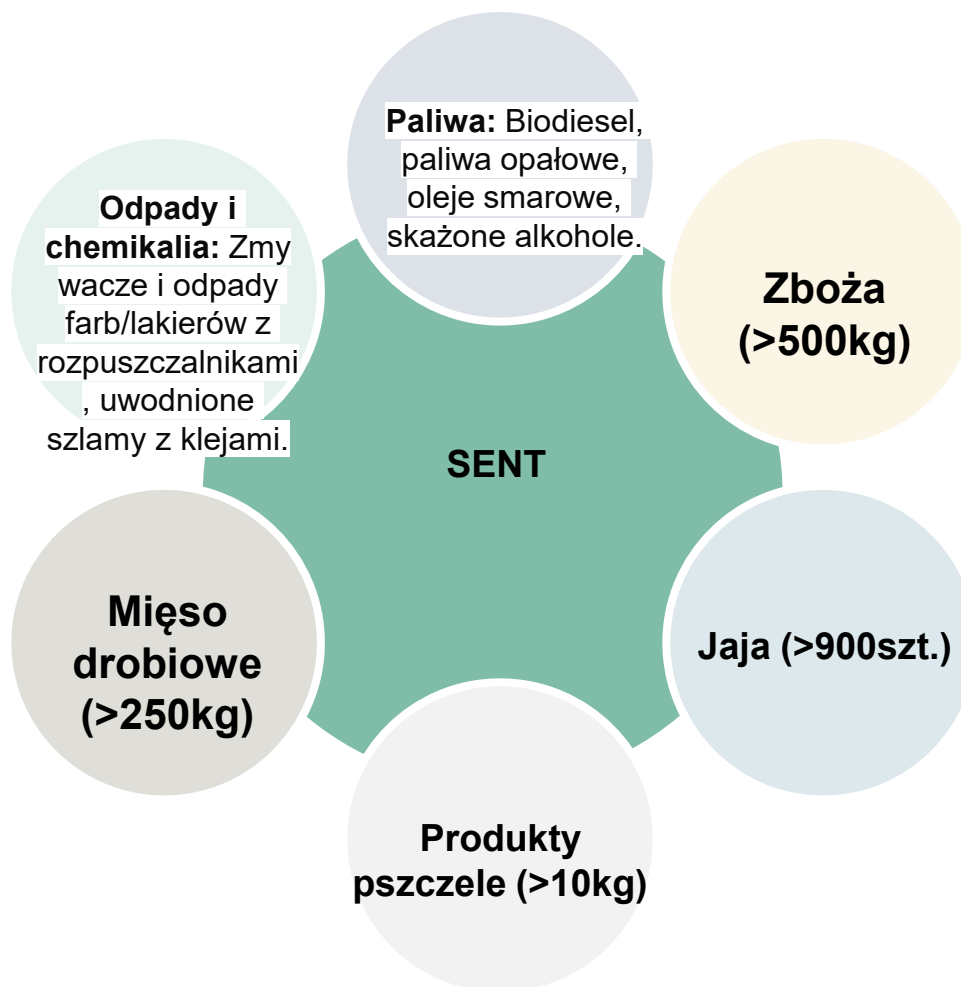 Paliwa: Biodiesel,
paliwa opałowe,
oleje smarowe,
skażone alkohole.
Zboża
(>500kg)
Jaja (>900szt.)
Produkty
pszczele (>10kg)
Mięso
drobiowe
(>250kg)
Odpady i
chemikalia: Zmy
wacze i odpady
farb/lakierów z
rozpuszczalnikami
, uwodnione
szlamy z klejami.
SENT